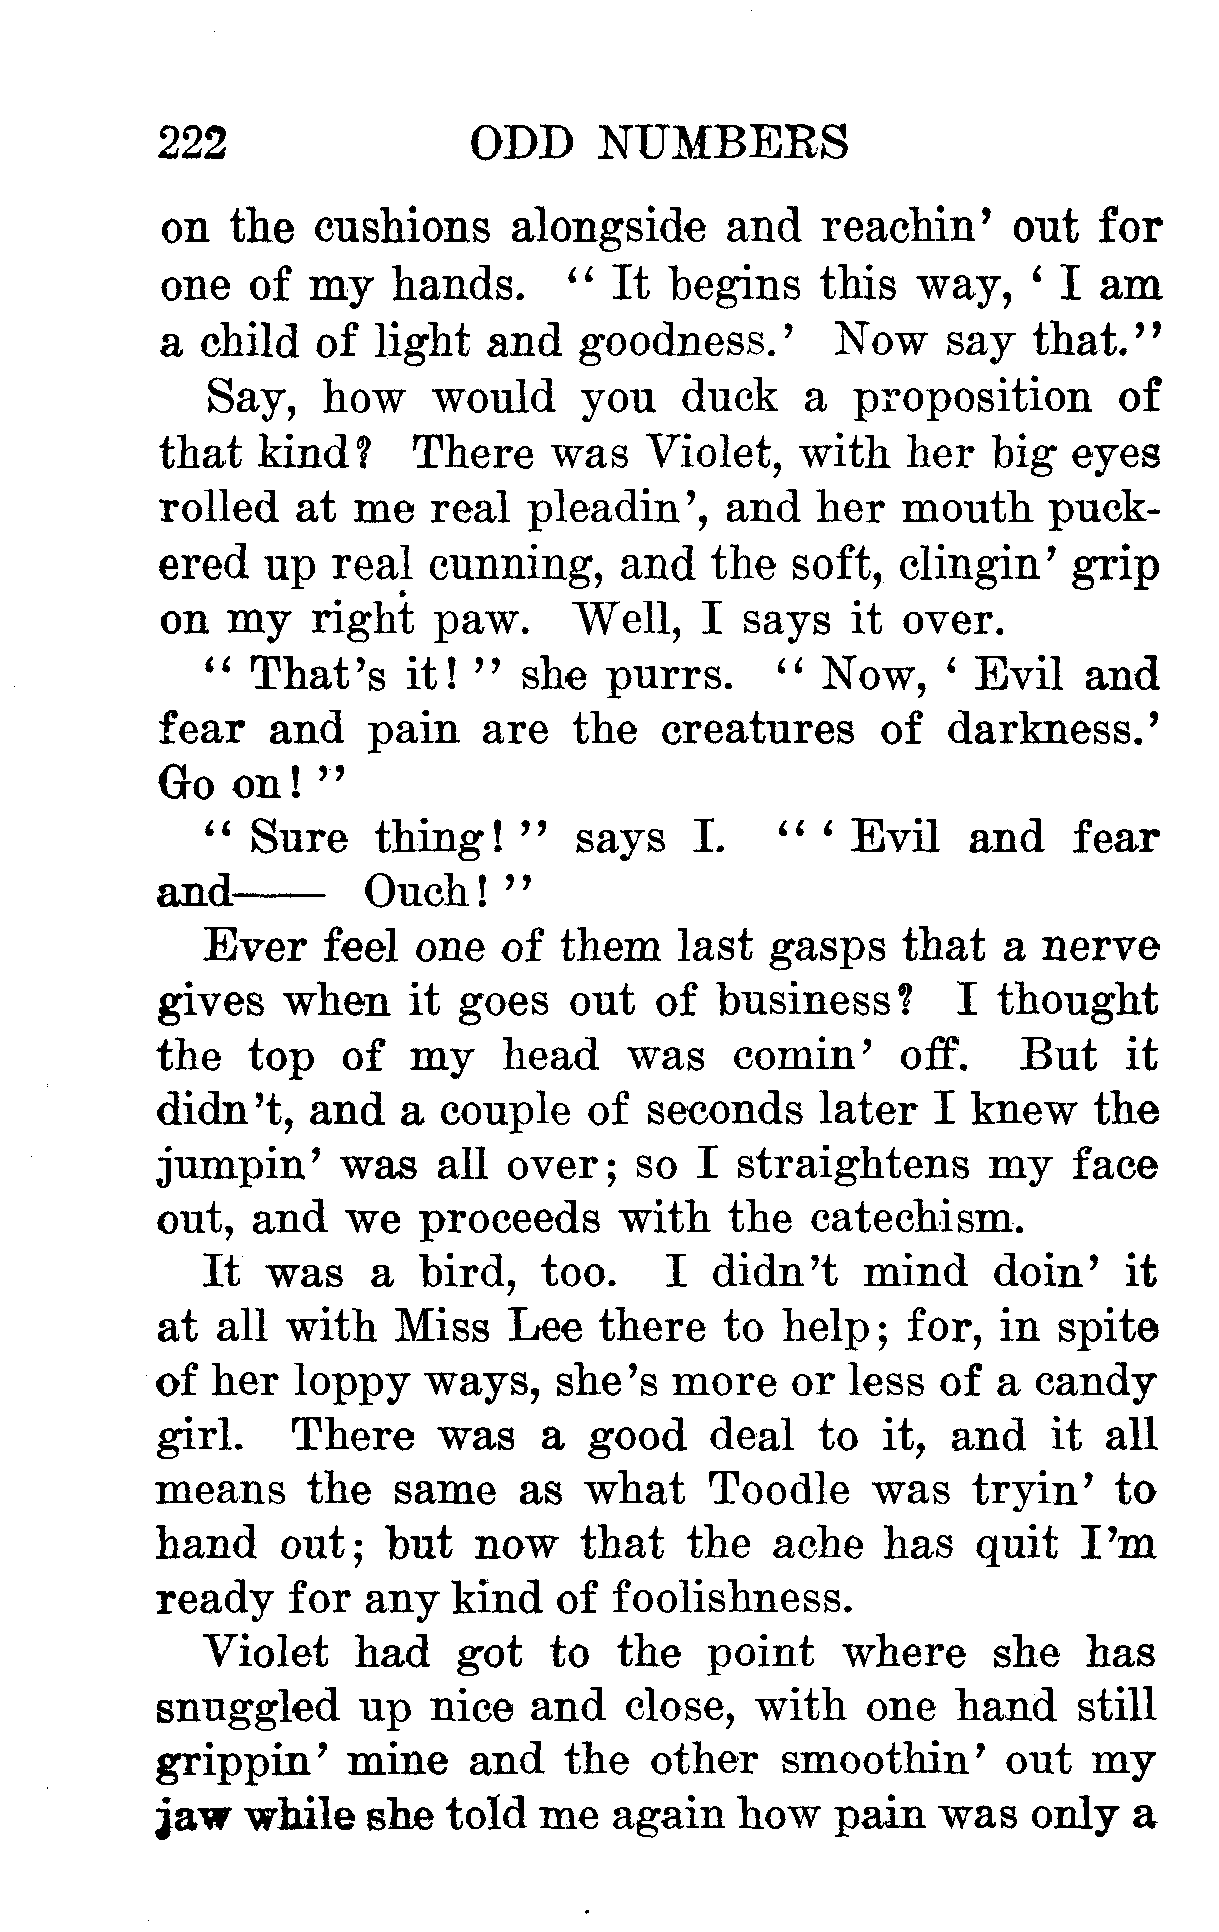 222 ODD NUMBERS
on the cushions alongside and reachin' out for
one of my hands. "It begins this way, 'I am
a child of light and goodness.' Now say that."
Say, how would you duck a proposition of
that kind? There was Violet, with her big eyes
rolled at me real pleadin', and her mouth puck-
ered up real cunning, and the soft, clingin' grip
on my right paw. Well, I says it over.
"That's it!" she purrs. "Now, 'Evil and
fear and pain are the creatures of darkness.'
Go on!"
"Sure thing!" says I. "'Evil and fear
and—— Ouch!"
Ever feel one of them last gasps that a nerve
gives when it goes out of business? I thought
the top of my head was comin' off. But it
didn't, and a couple of seconds later I knew the
jumpin' was all over; so I straightens my face
out, and we proceeds with the catechism.
It was a bird, too. I didn't mind doin' it
at all with Miss Lee there to help; for, in spite
of her loppy ways, she's more or less of a candy
girl. There was a good deal to it, and it all
means the same as what Toodle was tryin' to
hand out; but now that the ache has quit I'm
ready for any kind of foolishness.
Violet had got to the point where she has
snuggled up nice and close, with one hand still
grippin' mine and the other smoothin' out my
jaw while she told me again how pain was only a